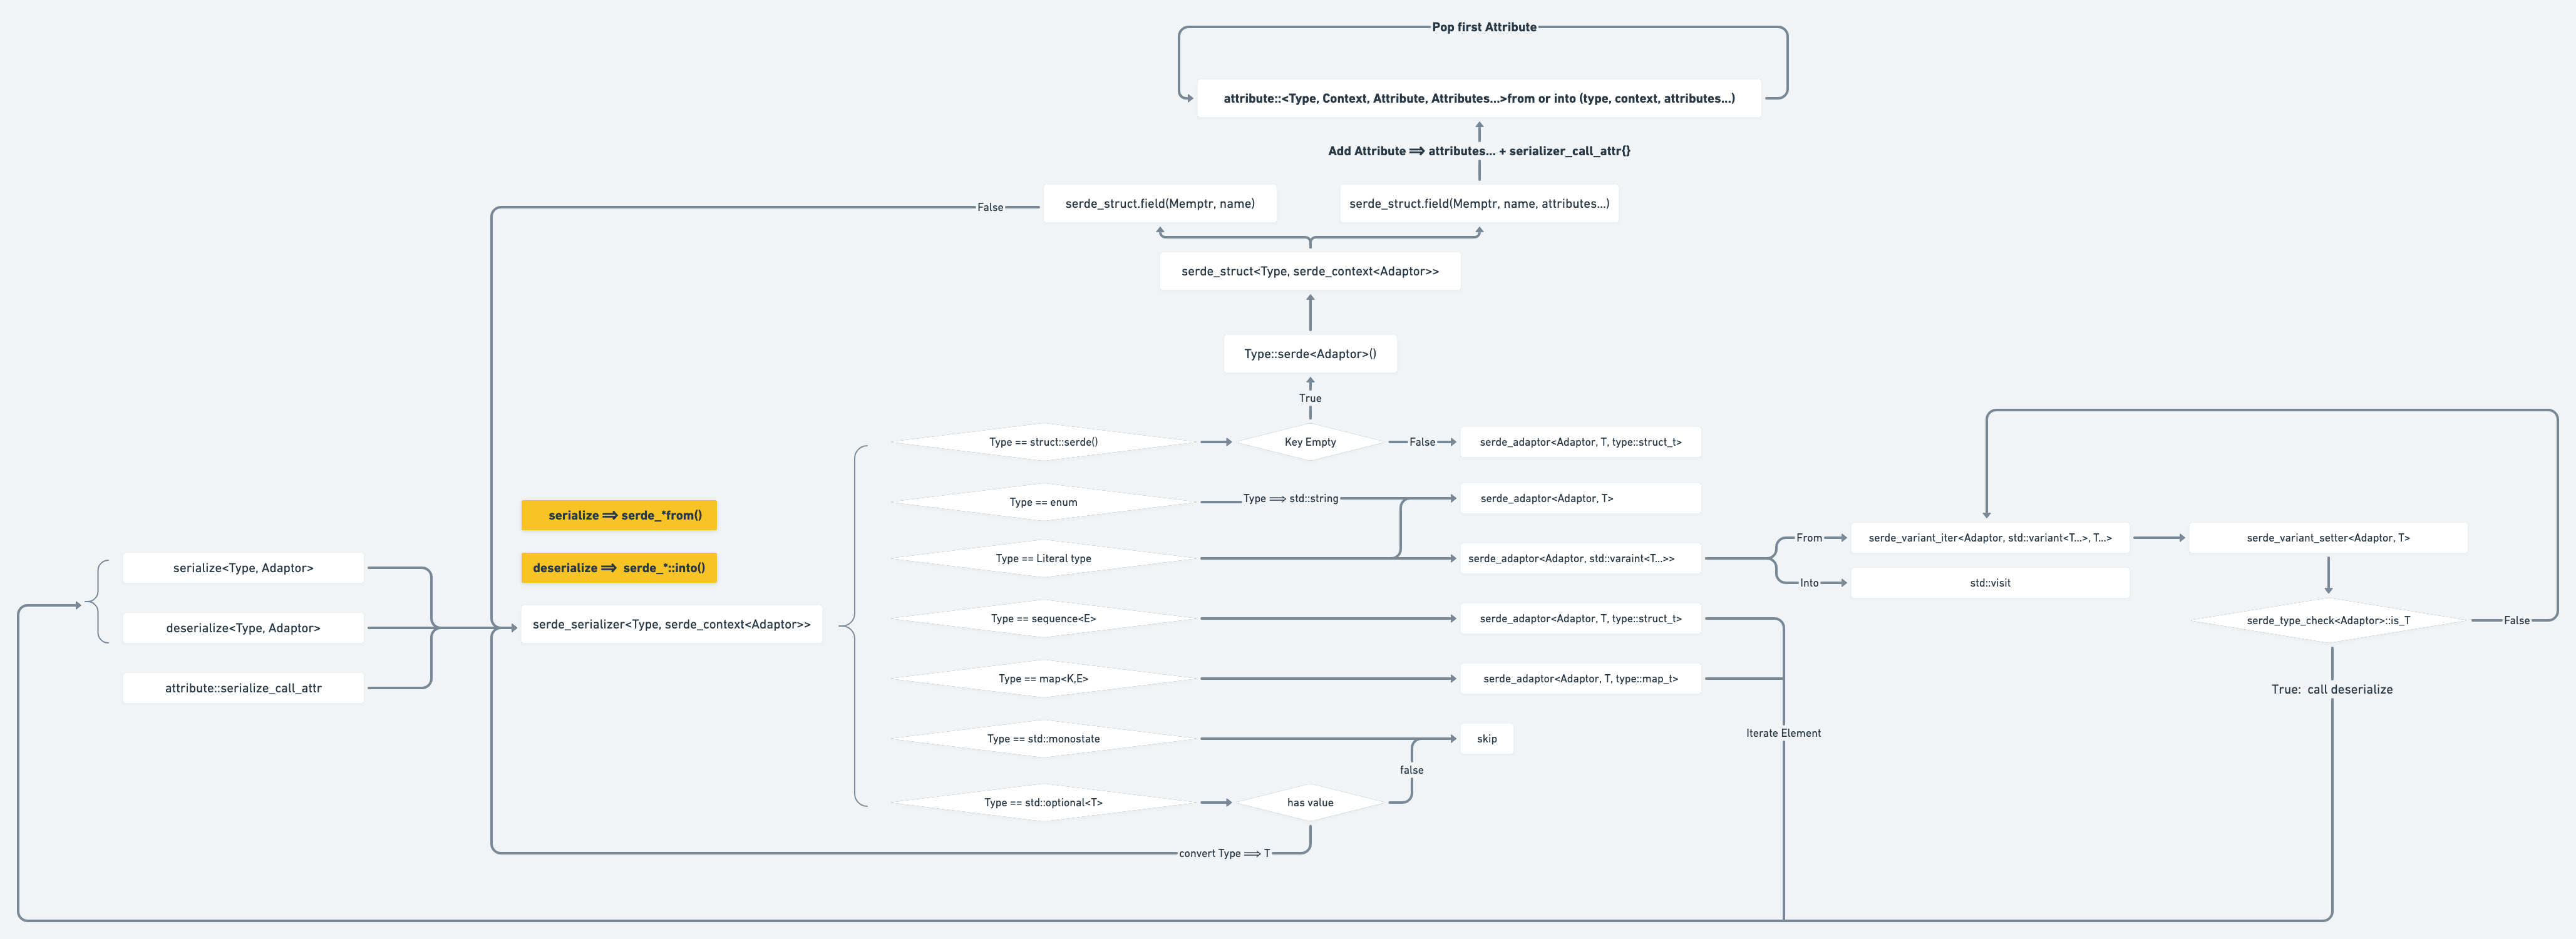 Pop first Attribute
attribute::<Type, Context, Attribute, Attributes...>from or into (type, context, attributes...)
Add Attribute ⟹ attributes... + serializer_call_attr{}
False
serde_struct.field(Memptr, name)
serde_struct.field(Memptr, name, attributes...)
serde_struct<Type, serde_context<Adaptor>>
Type::serde<Adaptor>()
True
Type == struct::serde()
Key Empty
False
serde_adaptor<Adaptor, T, type::struct_t>
Type == enum
Type ⟹ std::string
serde_adaptor<Adaptor, T>
Type == Literal type
serde_adaptor<Adaptor, std::varaint<T...>>
From
serde_variant_iter<Adaptor, std::variant<T...>, T...>
serde_variant_setter<Adaptor, T>
Into
std::visit
serialize ⟹ serde_*from()
deserialize ⟹ serde_*::into()
serialize<Type, Adaptor>
deserialize<Type, Adaptor>
attribute::serialize_call_attr
serde_serializer<Type, serde_context<Adaptor>>
Type == sequence<E>
serde_adaptor<Adaptor, T, type::struct_t>
serde_type_check<Adaptor>::is_T
False
Type == map<K,E>
serde_adaptor<Adaptor, T, type::map_t>
True: call deserialize
Type == std::monostate
skip
Iterate Element
false
Type == std::optional<T>
has value
convert Type ⟹ T